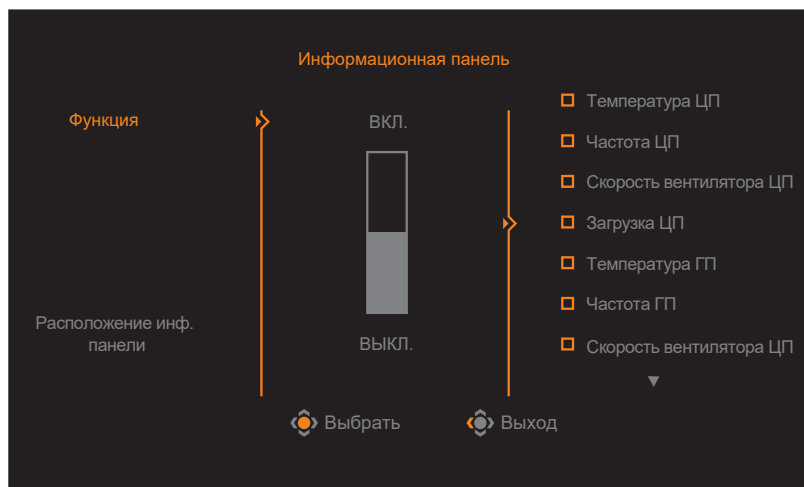 Информационная панель
Функция
ВКЛ.
ВЫКЛ.
Расположение инф.
панели
Температура ЦП
Частота ЦП
Скорость вентилятора ЦП
Загрузка ЦП
Температура ГП
Частота ГП
Скорость вентилятора ЦП
Выбрать
Выход